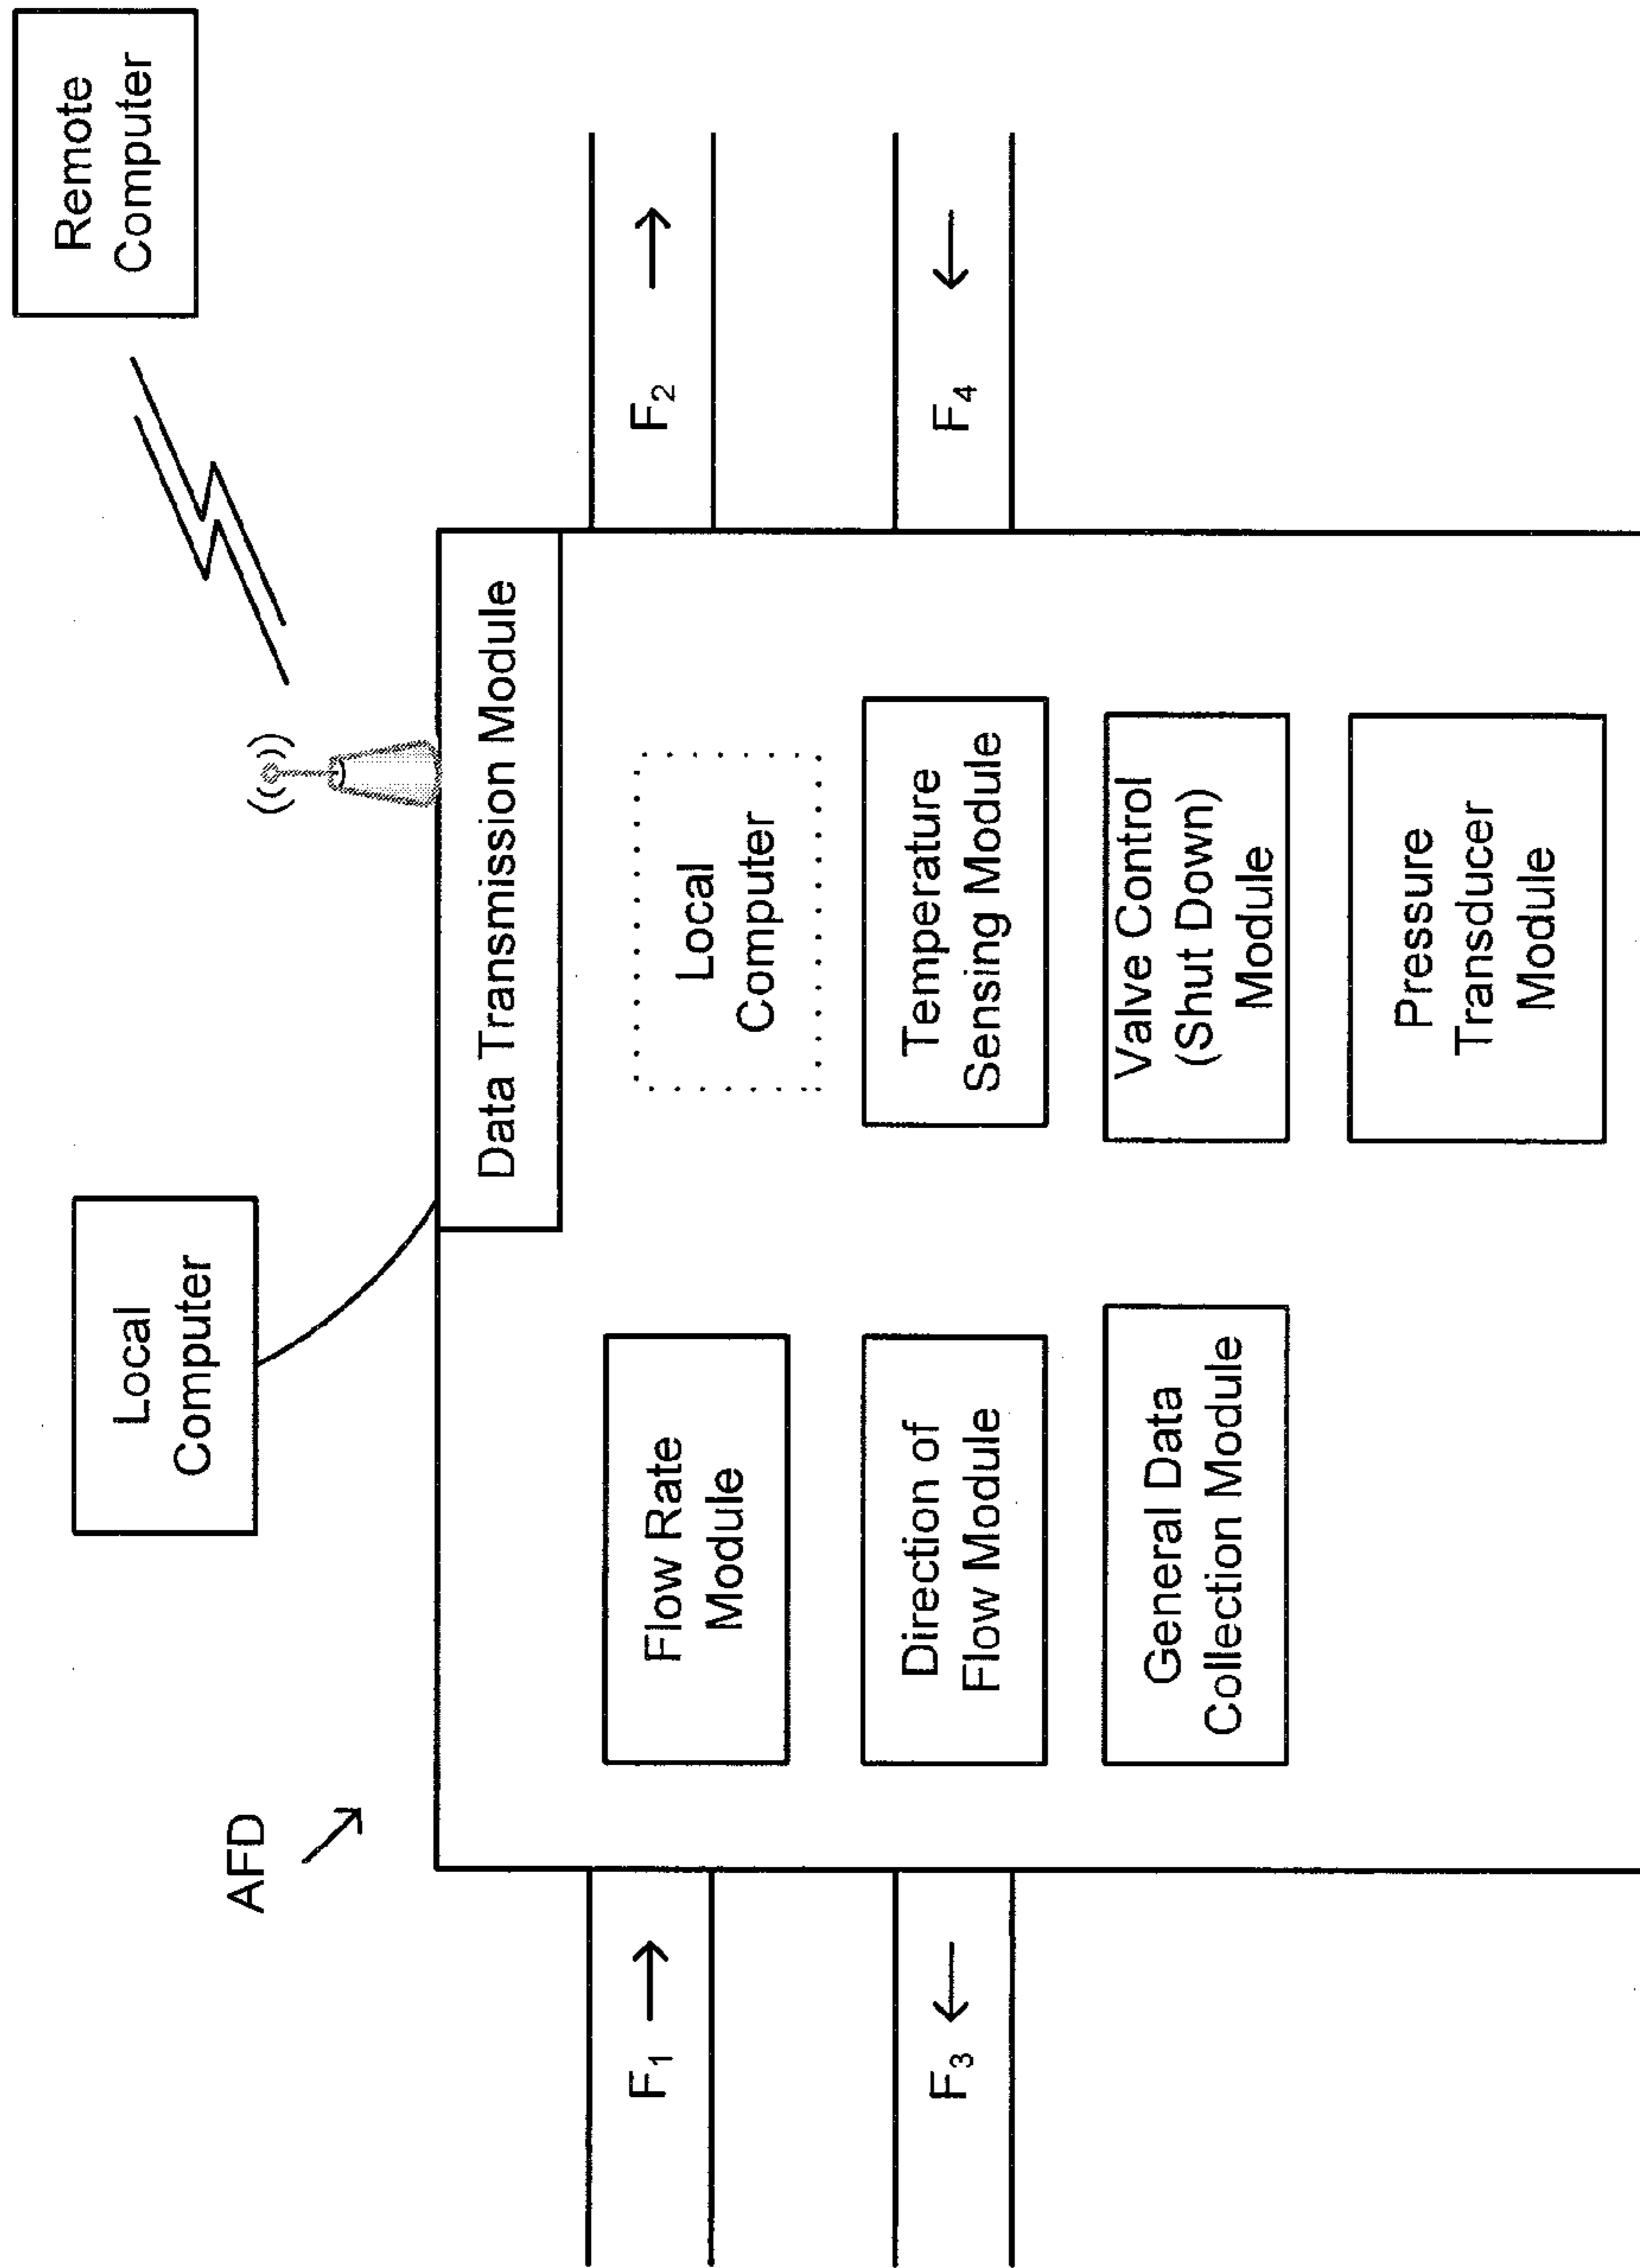 Remote
Computer
Local
Computer
AFD
Data Transmission Module
Flow Rate
Module
Local
Computer
F₁
F₂
Direction of
Flow Module
Temperature
Sensing Module
F₃
F₄
General Data
Collection Module
Valve Control
(Shut Down)
Module
Pressure
Transducer
Module